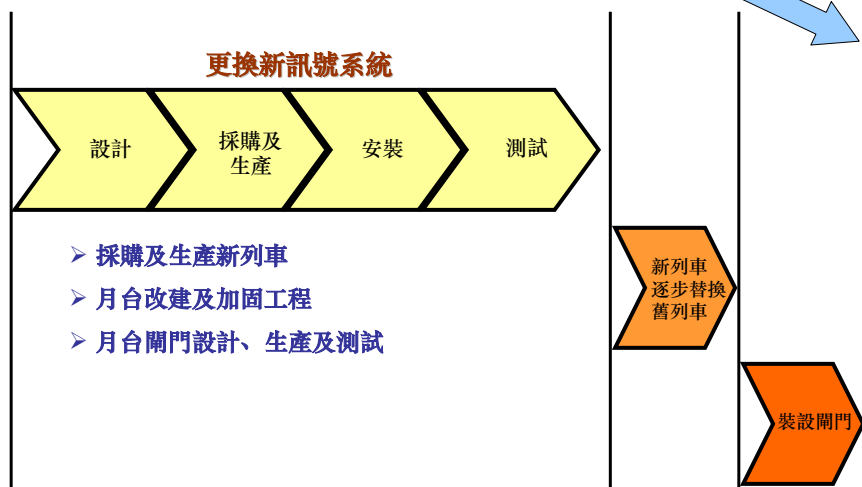 更換新訊號系統
設計
採購及
生產
安裝
測試
➢ 採購及生產新列車
➢ 月台改建及加固工程
➢ 月台閘門設計、生產及測試
新列車
逐步替換
舊列車
裝設閘門